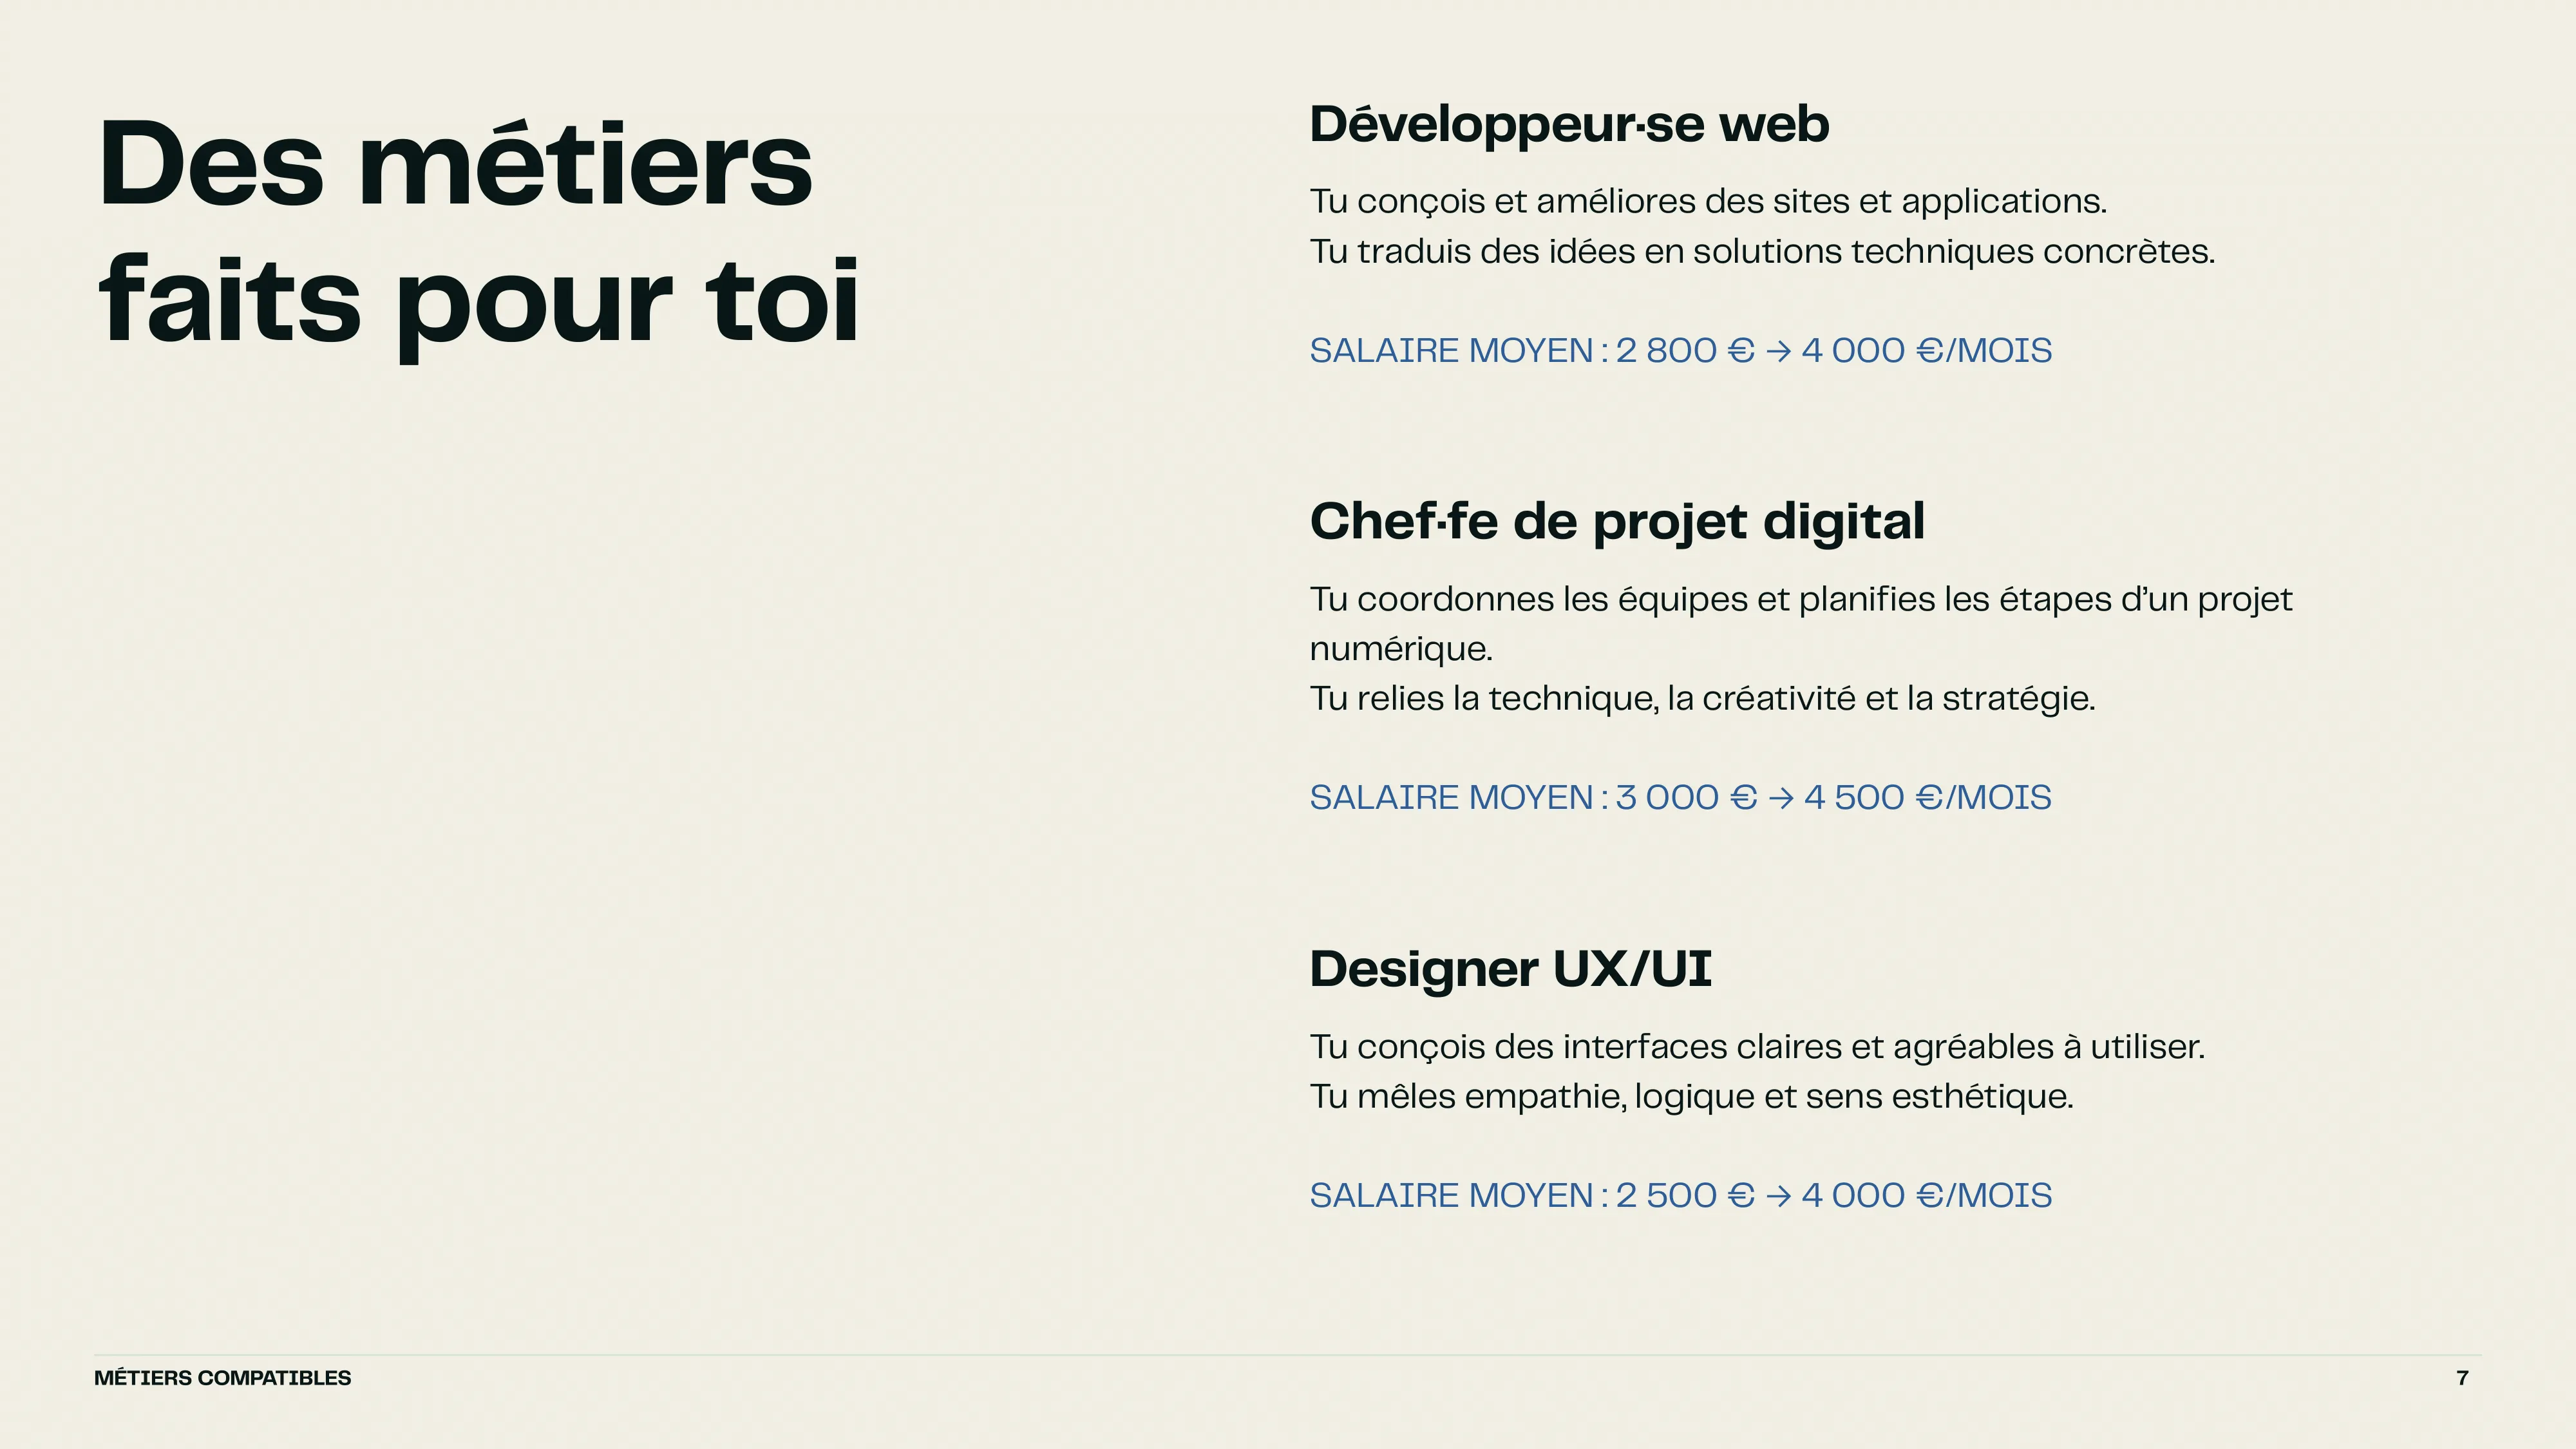 Des métiers
faits pour toi
Développeur·se web
Tu conçois et améliores des sites et applications.
Tu traduis des idées en solutions techniques concrètes.
SALAIRE MOYEN : 2 800 € → 4 000 €/MOIS
Chef·fe de projet digital
Tu coordonnes les équipes et planifies les étapes d’un projet
numérique.
Tu relies la technique, la créativité et la stratégie.
SALAIRE MOYEN : 3 000 € → 4 500 €/MOIS
Designer UX/UI
Tu conçois des interfaces claires et agréables à utiliser.
Tu mêles empathie, logique et sens esthétique.
SALAIRE MOYEN : 2 500 € → 4 000 €/MOIS
MÉTIERS COMPATIBLES
7